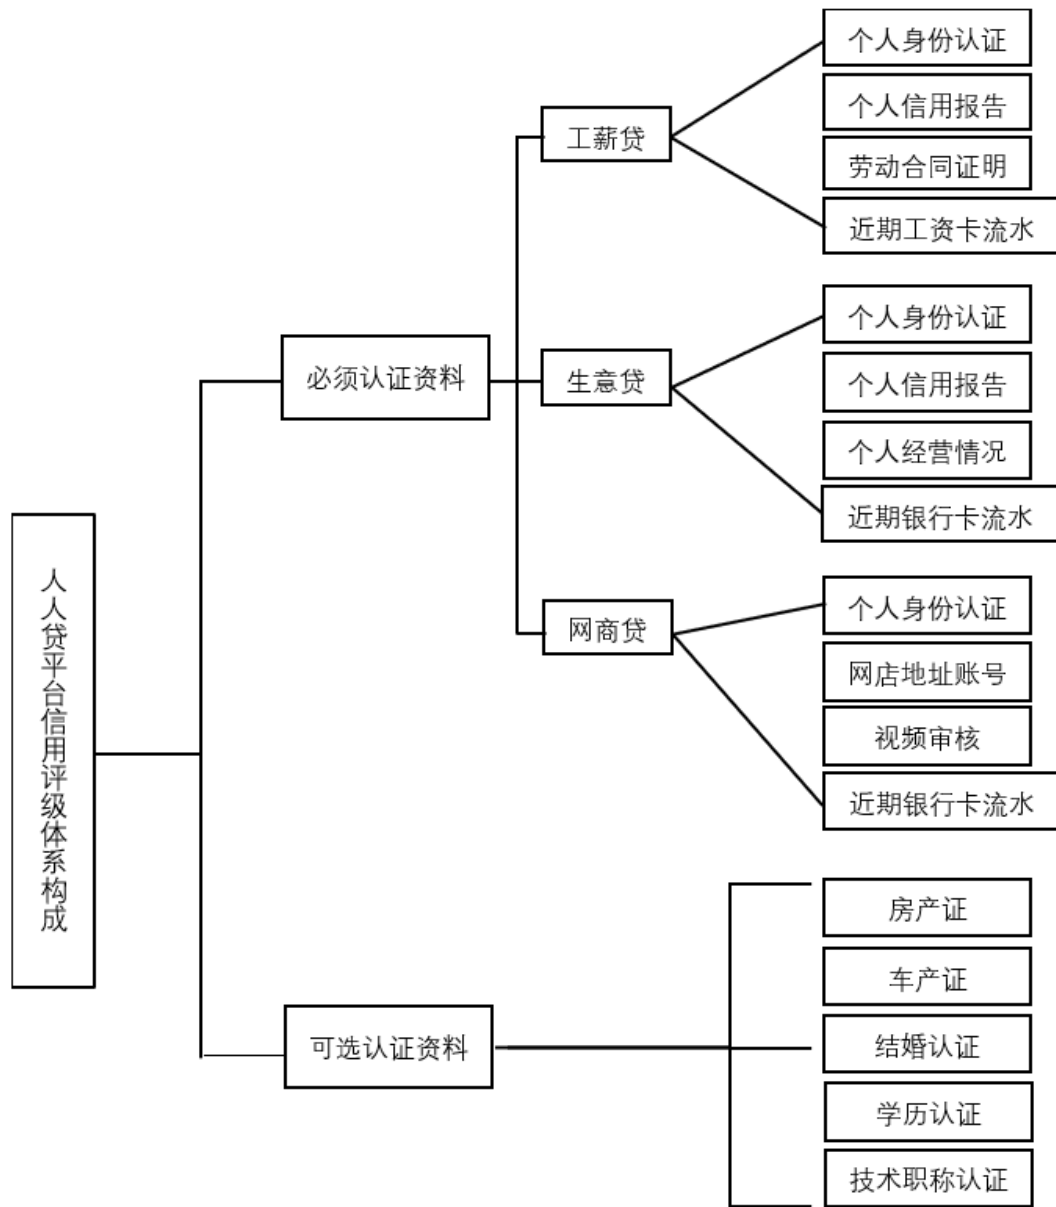 人人贷平台信用评级体系构成
必须认证资料
工薪贷
个人身份认证
个人信用报告
劳动合同证明
近期工资卡流水
生意贷
个人身份认证
个人信用报告
个人经营情况
近期银行卡流水
网商贷
个人身份认证
网店地址账号
视频审核
近期银行卡流水
可选认证资料
房产证
车产证
结婚认证
学历认证
技术职称认证